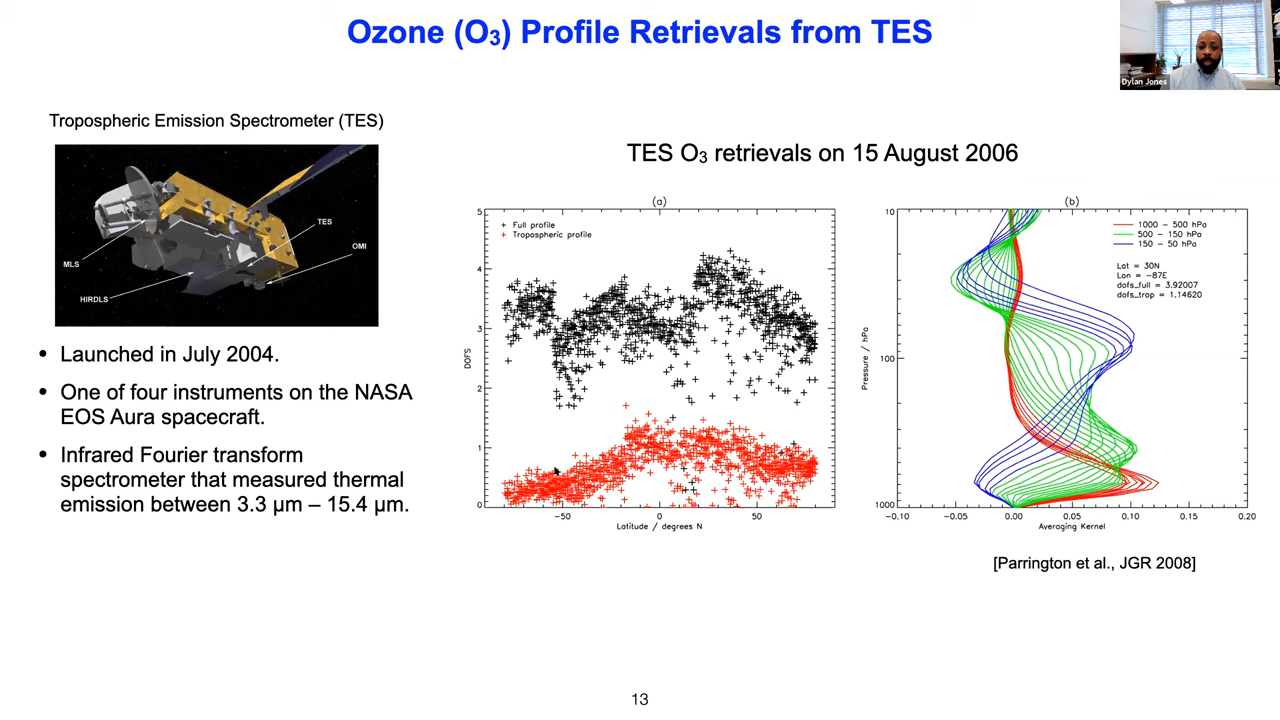 Ozone (O₃) Profile Retrievals from TES
Dylan Jones
Tropospheric Emission Spectrometer (TES)
MLS
HIRDLS
TES
OMI
• Launched in July 2004.
• One of four instruments on the NASA
EOS Aura spacecraft.
• Infrared Fourier transform
spectrometer that measured thermal
emission between 3.3 µm – 15.4 µm.
TES O₃ retrievals on 15 August 2006
(a)
+ Full profile
+ Tropospheric profile
DOFS
5
4
3
2
1
0
-50 0 50
Latitude / degrees N
(b)
1000 - 500 hPa
500 - 150 hPa
150 - 50 hPa
Lat = 30N
Lon = -87E
dofs_full = 3.92007
dofs_trop = 1.14620
Pressure / hPa
10
100
1000
-0.10 -0.05 0.00 0.05 0.10 0.15 0.20
Averaging Kernel
[Parrington et al., JGR 2008]
13